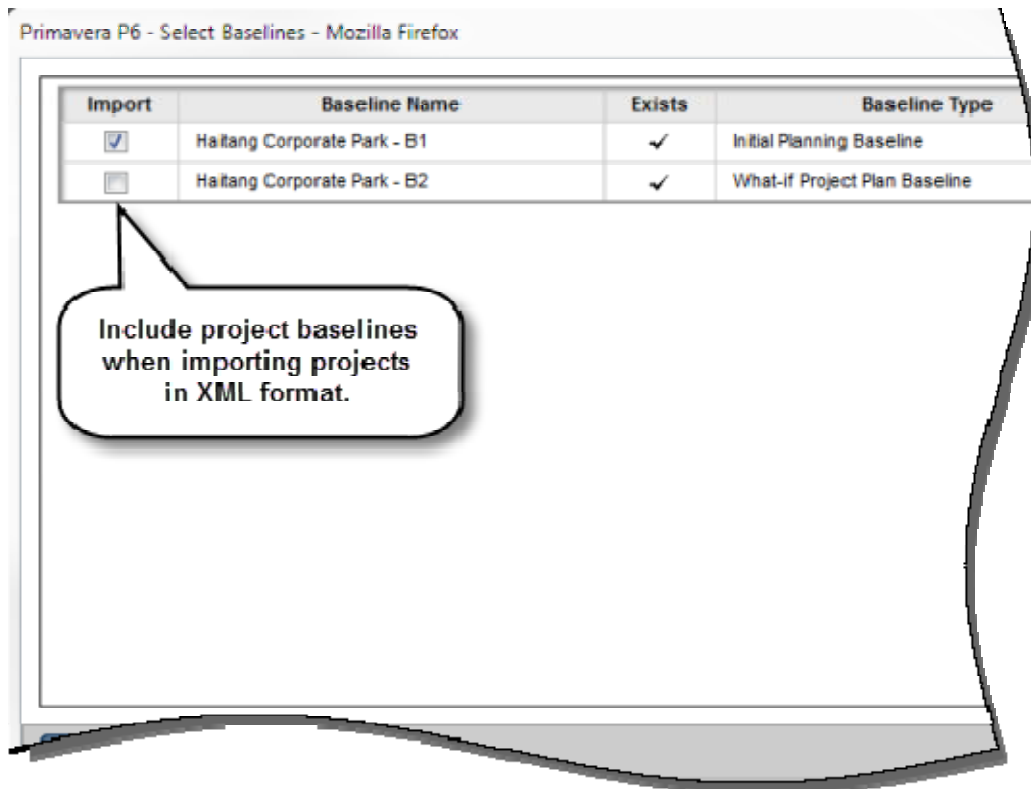 Primavera P6 - Select Baselines - Mozilla Firefox
Import Baseline Name Exists Baseline Type
Haitang Corporate Park - B1 Initial Planning Baseline
Haitang Corporate Park - B2 What-if Project Plan Baseline
Include project baselines
when importing projects
in XML format.